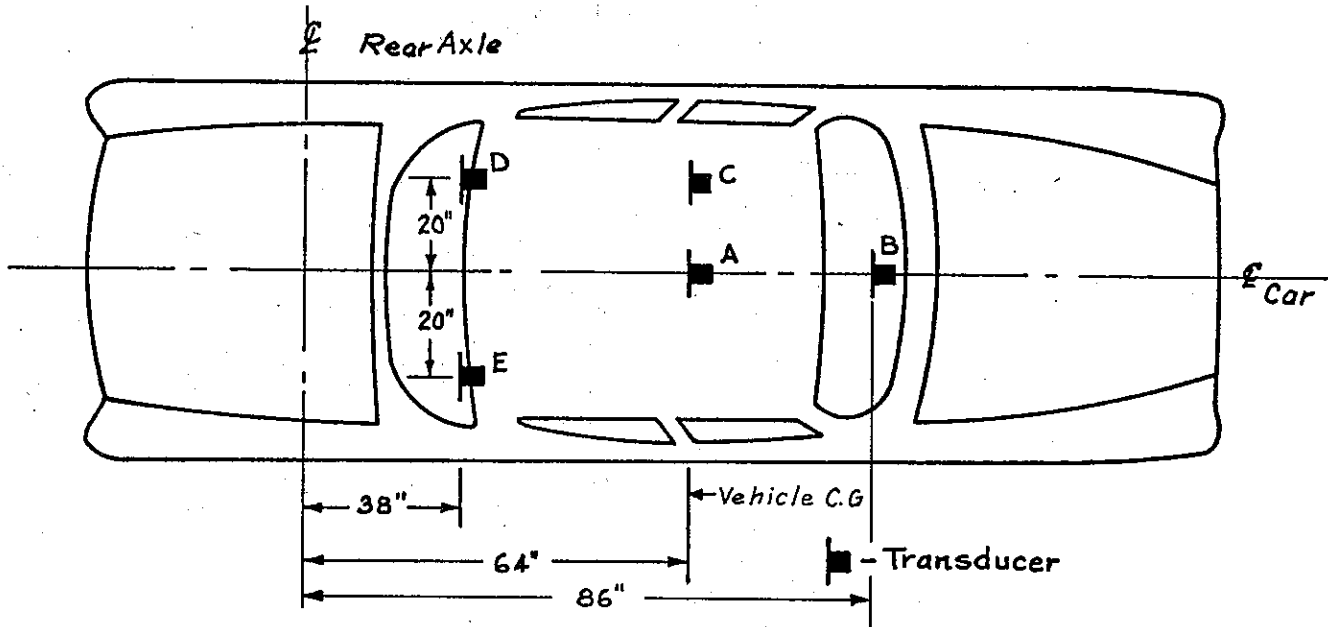 ℄ Rear Axle
D
C
20"
A
B
℄ Car
20"
E
38"
Vehicle C.G
64"
- Transducer
86"